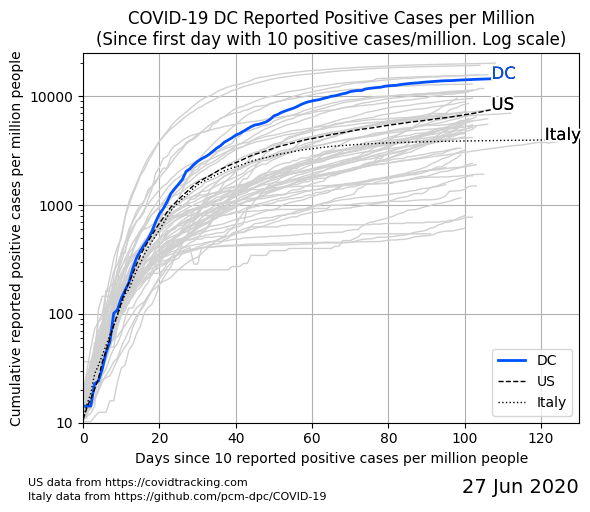 COVID-19 DC Reported Positive Cases per Million
(Since first day with 10 positive cases/million. Log scale)
Cumulative reported positive cases per million people
10000
1000
100
10
DC
US
Italy
DC
US
Italy
0
20
40
60
80
100
120
Days since 10 reported positive cases per million people
US data from https://covidtracking.com
Italy data from https://github.com/pcm-dpc/COVID-19
27 Jun 2020